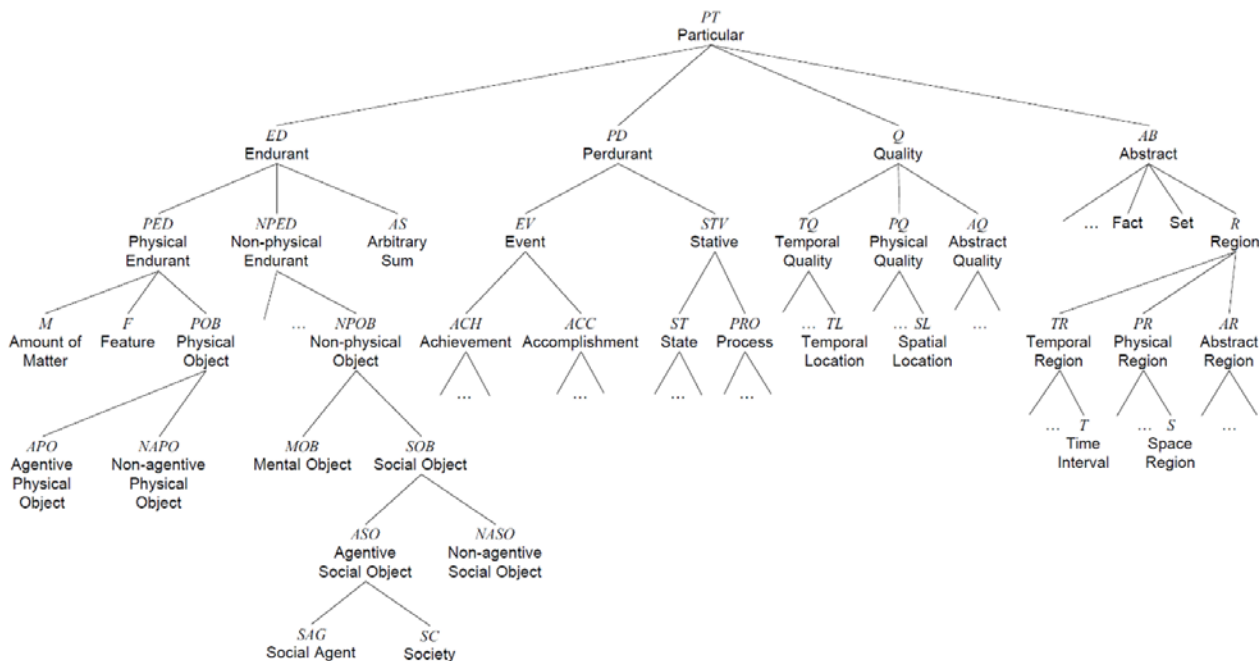 PT
Particular
ED PD Q AB
Endurant Perdurant Quality Abstract
PED NPED AS EV STV TQ PQ AQ ... Fact Set R
Physical Non-physical Arbitrary Event Stative Temporal Physical Abstract Region
Endurant Endurant Sum Quality Quality Quality
M F POB ... NPOB ACH ACC ST PRO ... TL ... SL ... TR PR AR
Amount of Feature Physical Non-physical Achievement Accomplishment State Process Temporal Spatial Temporal Physical Abstract
Matter Object Object Location Location Region Region Region
... ... ... ...
APO NAPO MOB SOB ... T ... S ...
Agentive Non-agentive Mental Object Social Object Time Space
Physical Physical Interval Region
Object Object
ASO NASO
Agentive Non-agentive
Social Object Social Object
SAG SC
Social Agent Society